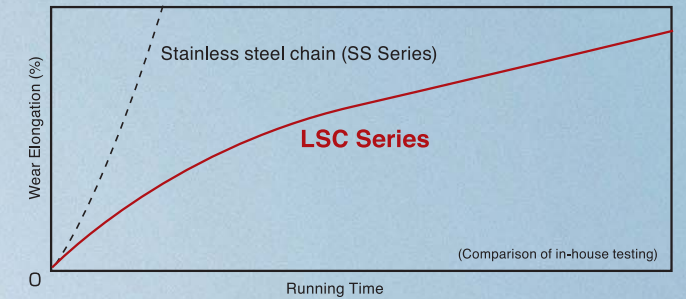 Wear Elongation (%)
Stainless steel chain (SS Series)
LSC Series
(Comparison of in-house testing)
O
Running Time